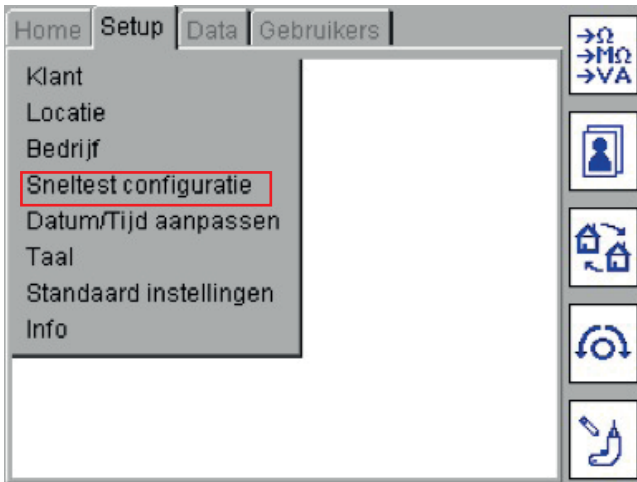 Home Setup Data Gebruikers
Klant
Locatie
Bedrijf
Sneltest configuratie
Datum/Tijd aanpassen
Taal
Standaard instellingen
Info
→Ω
→MΩ
→VA